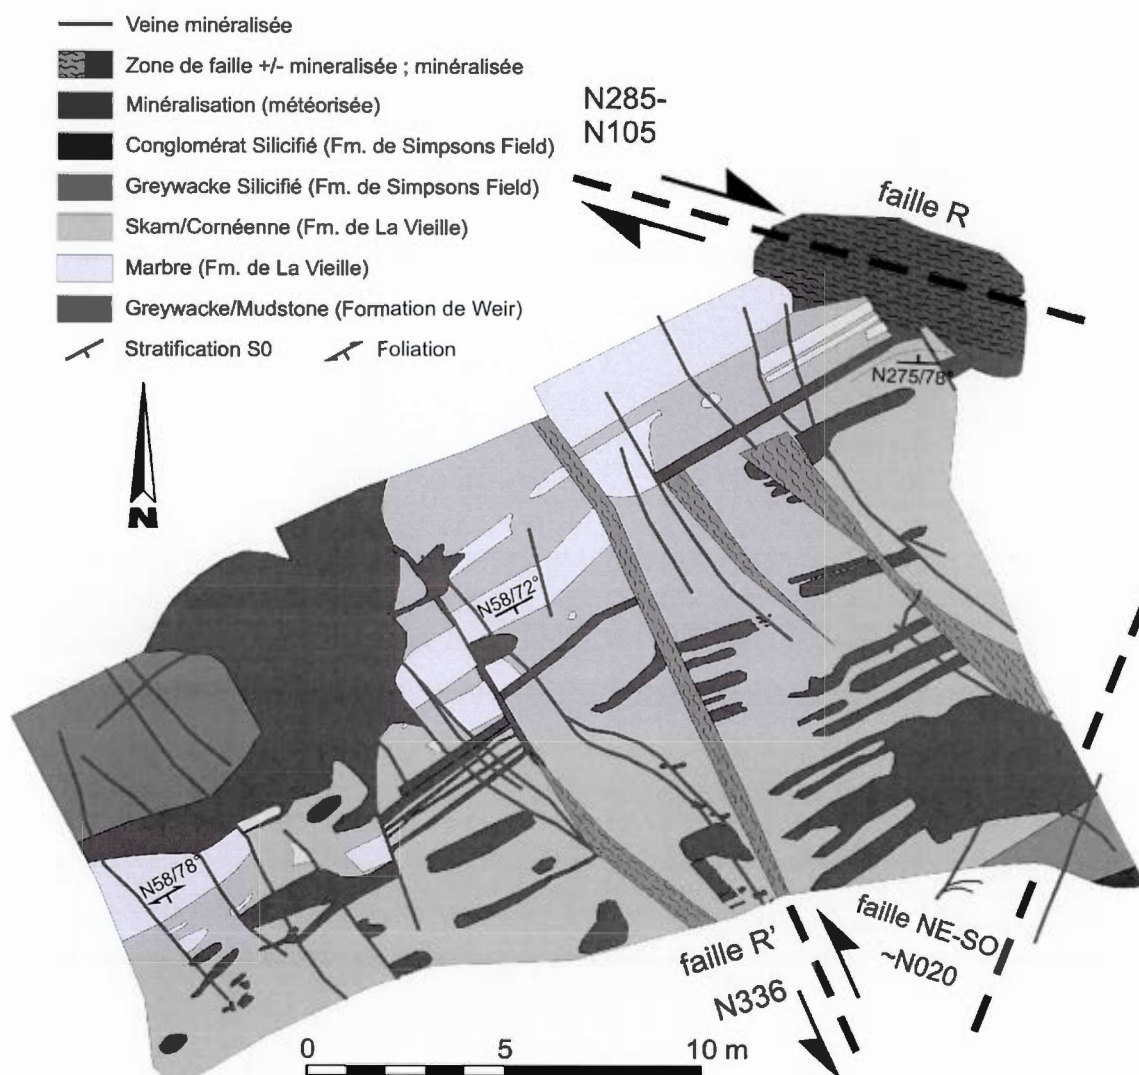 Veine minéralisée
Zone de faille +/- mineralisée ; minéralisée
Minéralisation (météorisée)
Conglomérat Silicifié (Fm. de Simpsons Field)
Greywacke Silicifié (Fm. de Simpsons Field)
Skarn/Cornéenne (Fm. de La Vieille)
Marbre (Fm. de La Vieille)
Greywacke/Mudstone (Formation de Weir)
Stratification S0 Foliation
N285-
N105
faille R
N275/78°
N
N58/72°
N58/78°
faille R'
N336
faille NE-SO
~N020
0 5 10 m